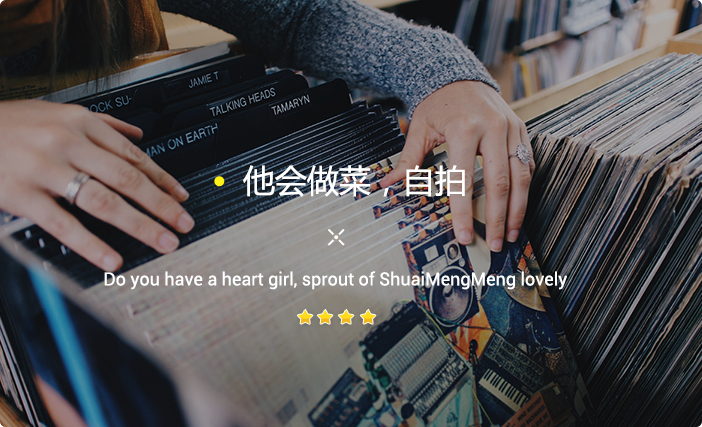 JAMIE T
OCK SU-
TALKING HEADS
TAMARYN
MAN ON EARTH
他会做菜，自拍
Do you have a heart girl, sprout of ShuaiMengMeng lovely